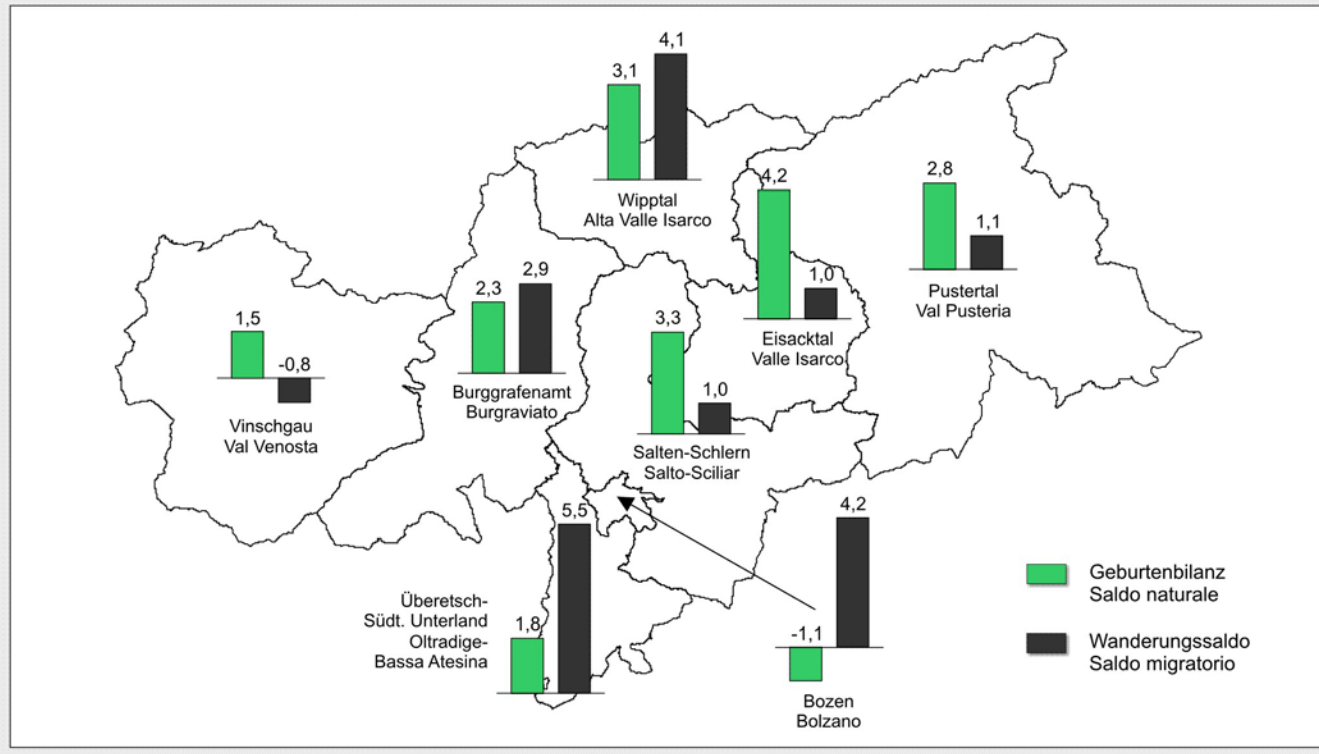 3,1
4,1
Wipptal
Alta Valle Isarco
4,2
1,0
Eisacktal
Valle Isarco
2,8
1,1
Pustertal
Val Pusteria
1,5
-0,8
Vinschgau
Val Venosta
2,3
2,9
Burggrafenamt
Burgraviato
3,3
1,0
Salten-Schlern
Salto-Sciliar
Überetsch-
Südt. Unterland
Oltradige-
Bassa Atesina
1,8
5,5
-1,1
4,2
Bozen
Bolzano
Geburtenbilanz
Saldo naturale
Wanderungssaldo
Saldo migratorio